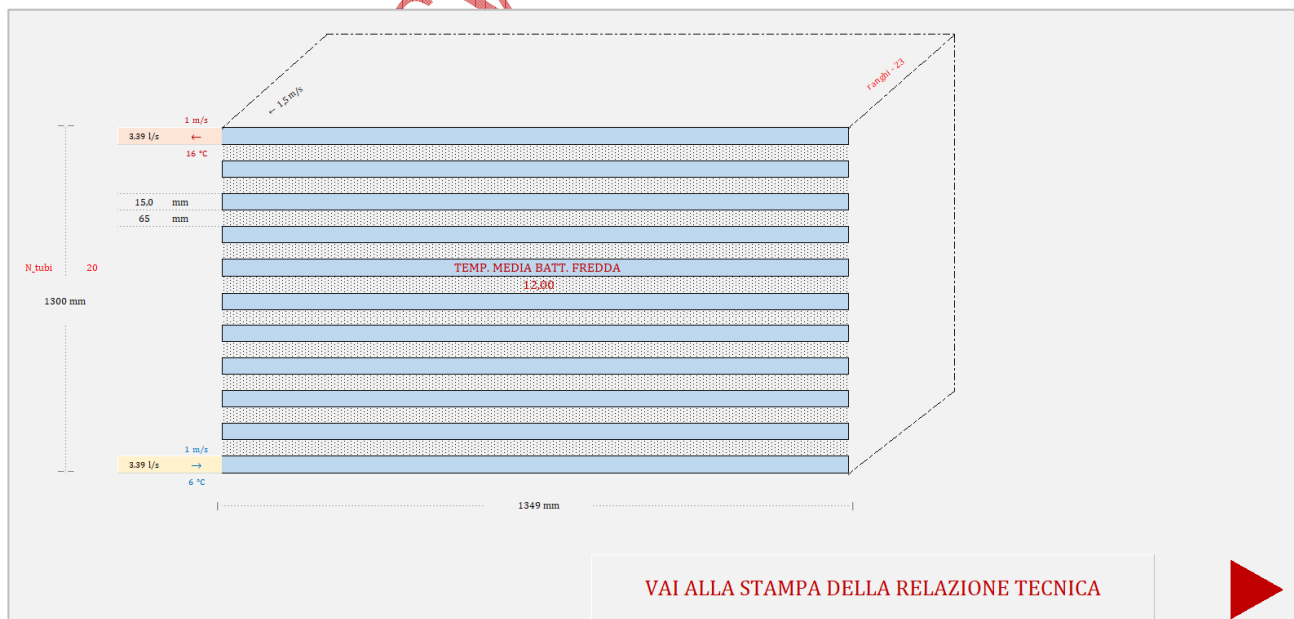 ranghi - 23
← 1,5 m/s
1 m/s
3,39 l/s ←
16 °C
15,0 mm
65 mm
N_tubi 20
TEMP. MEDIA BATT. FREDDA
12,00
1300 mm
1 m/s
3,39 l/s →
6 °C
1349 mm
VAI ALLA STAMPA DELLA RELAZIONE TECNICA